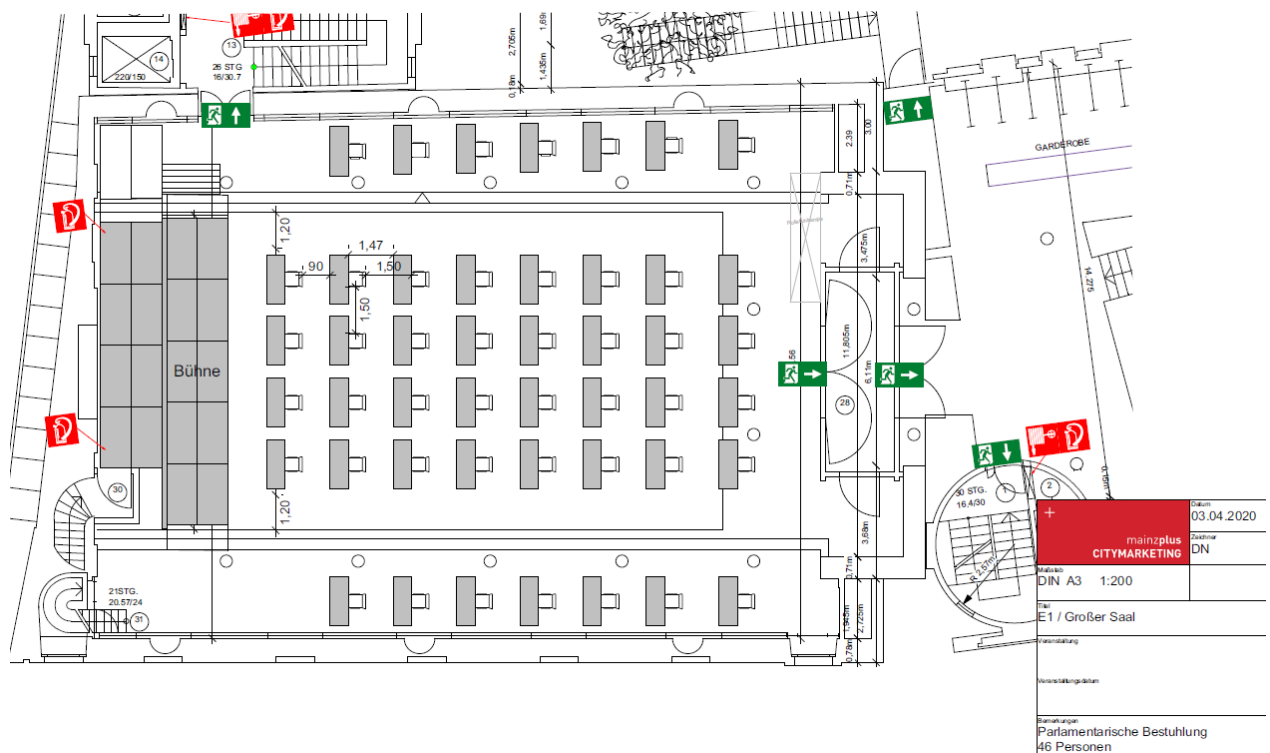 13
14
26 STG
16/30.7
220/150
2,705m
1,69
0,18m
1,435m
2.39
3.00
0,71m
GARDEROBE
1,20
1,47
90
1,50
1,50
3,475m
14.275
Bühne
11,805m
56
6,11m
28
30
1,20
3,68m
30 STG.
16,4/30
1
2
R 2,57m
0,71m
21STG.
20.57/24
31
1,945m
2,725m
0,78m
mainzplus
CITYMARKETING
Datum
03.04.2020
Zeichner
DN
Maßstab
DIN A3 1:200
Titel
E1 / Großer Saal
Veranstaltung
Veranstaltungsdatum
Bemerkungen
Parlamentarische Bestuhlung
46 Personen